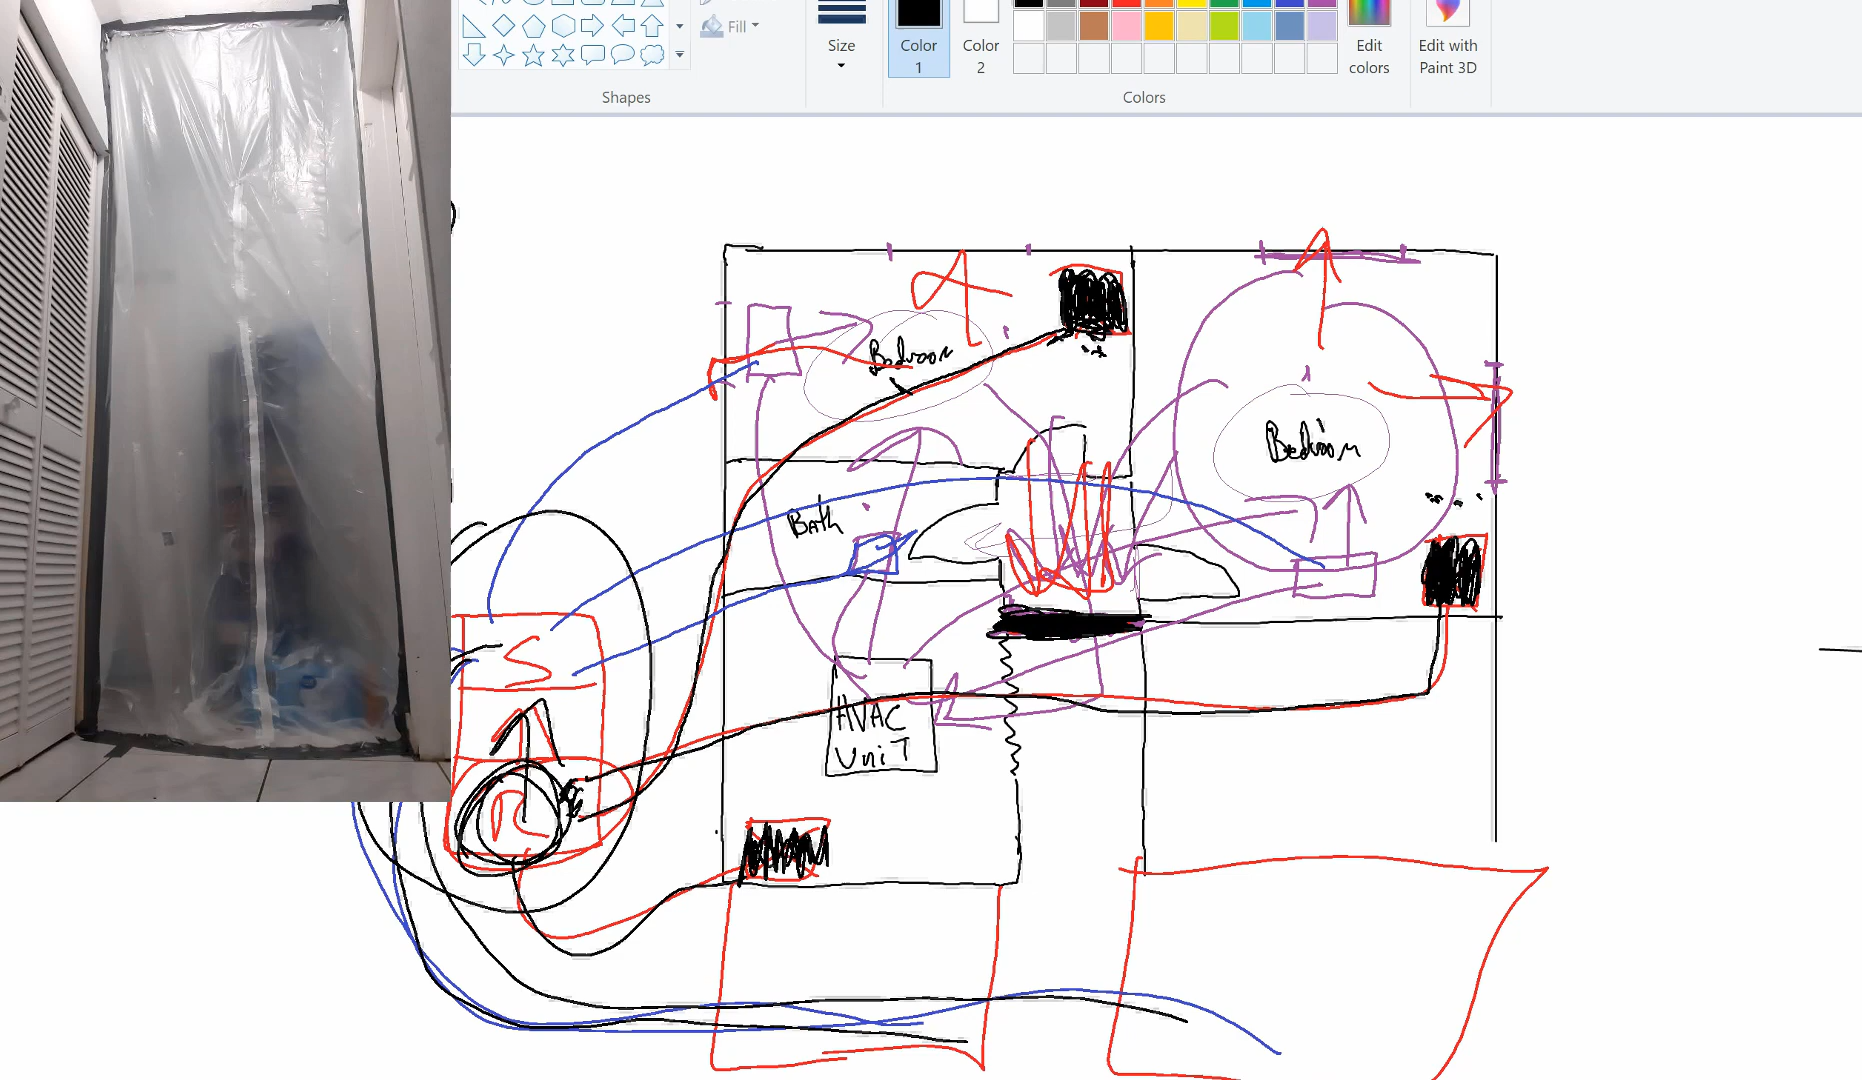 Fill
Size
Color
1
Color
2
Edit
colors
Edit with
Paint 3D
Shapes
Colors
Bedroom
Bedroom
Bath
S
HVAC
UniT
R